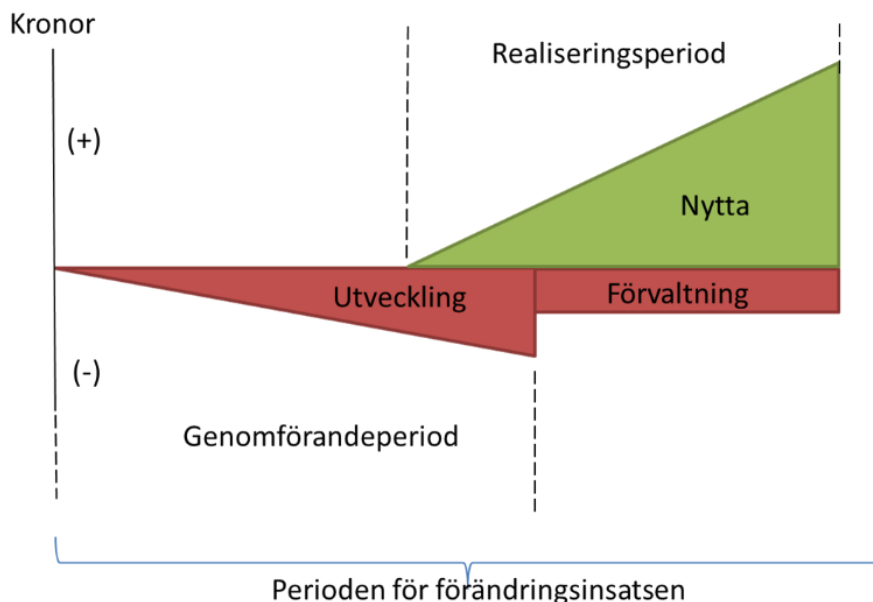 Kronor
Realiseringsperiod
(+)
Nytta
Utveckling
Förvaltning
(-)
Genomförandeperiod
Perioden för förändringsinsatsen